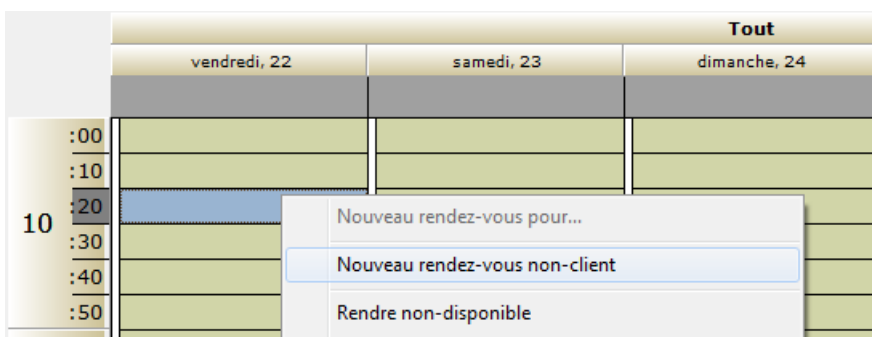 Tout
vendredi, 22 samedi, 23 dimanche, 24
:00
:10
:20
10
:30
:40
:50
Nouveau rendez-vous pour...
Nouveau rendez-vous non-client
Rendre non-disponible